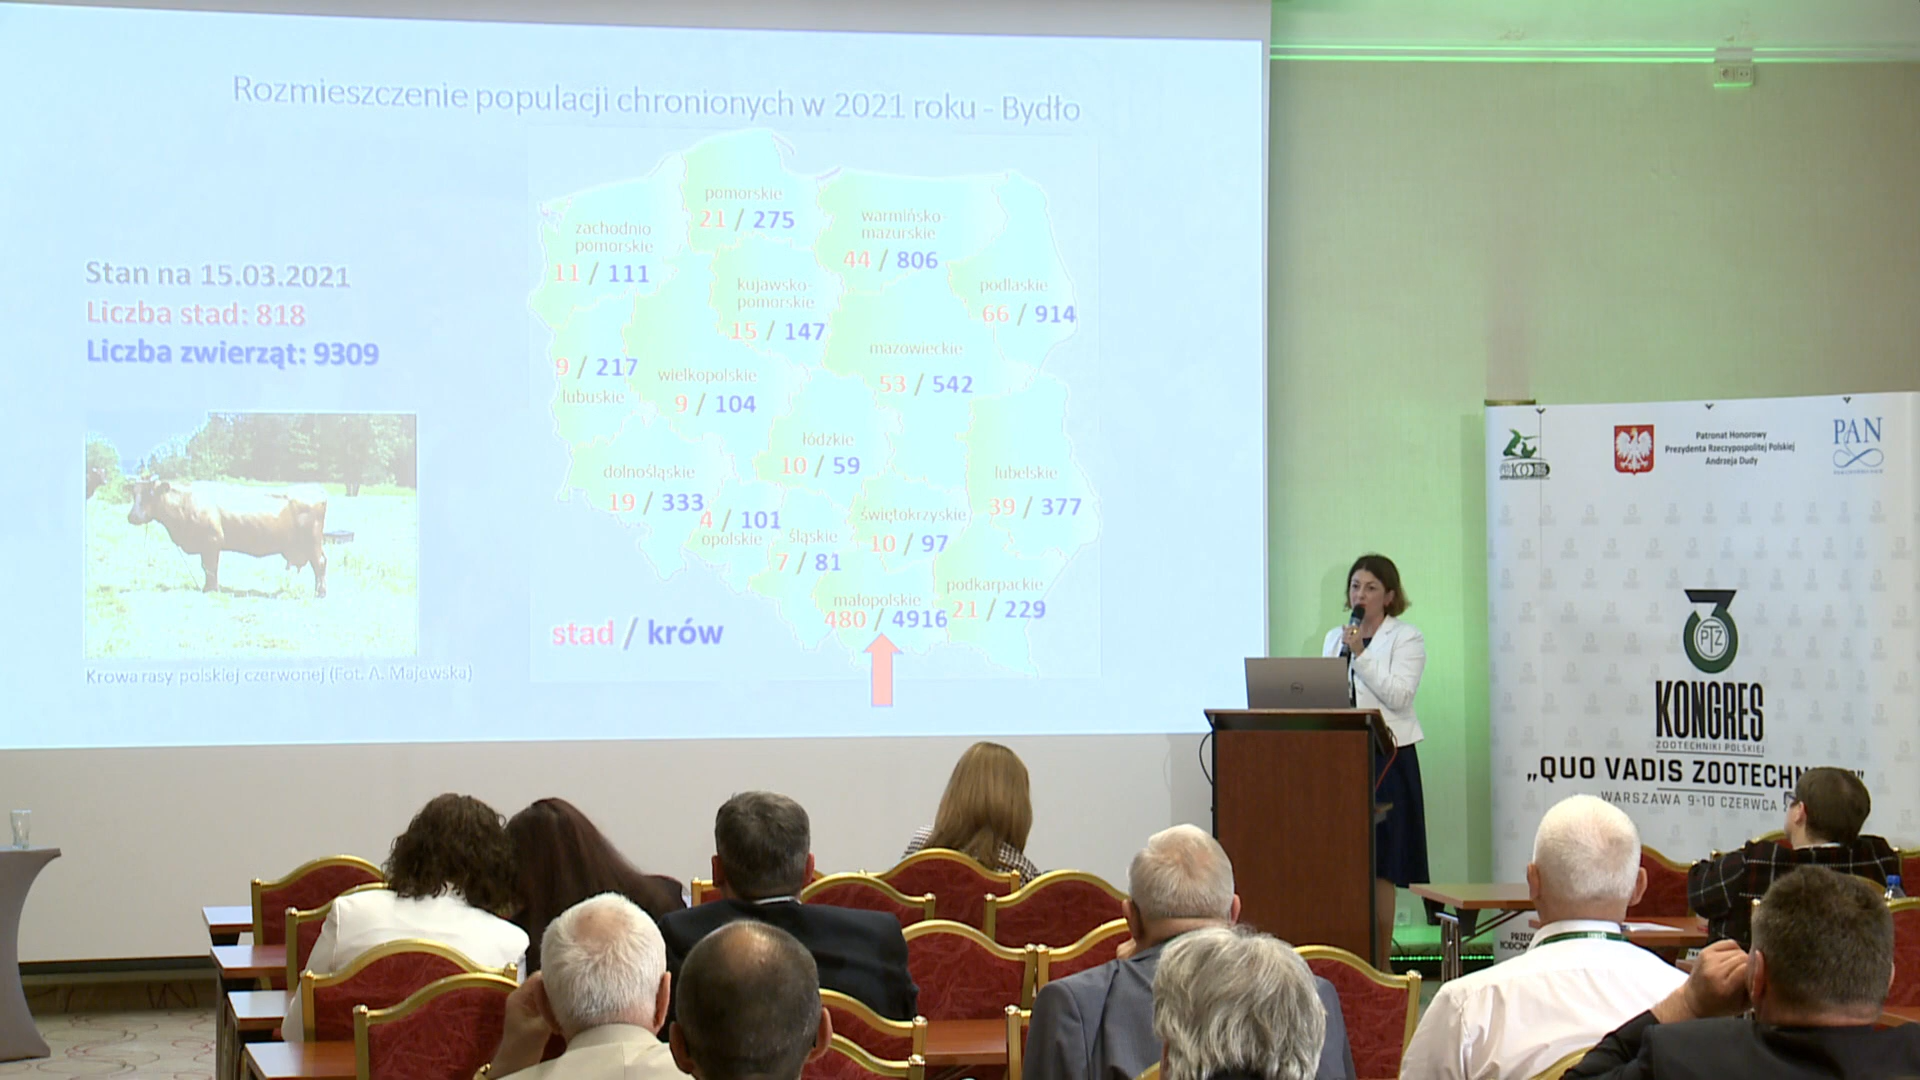 Rozmieszczenie populacji chronionych w 2021 roku - Bydło
Stan na 15.03.2021
Liczba stad: 818
Liczba zwierząt: 9309
Krowa rasy polskiej czerwonej (Fot. A. Majewska)
pomorskie
21 / 275
zachodnio
pomorskie
11 / 111
warmińsko-
mazurskie
44 / 806
podlaskie
66 / 914
kujawsko-
pomorskie
15 / 147
mazowieckie
53 / 542
9 / 217
lubuskie
wielkopolskie
9 / 104
łódzkie
10 / 59
dolnośląskie
19 / 333
lubelskie
39 / 377
4 / 101
opolskie
śląskie
7 / 81
świętokrzyskie
10 / 97
podkarpackie
21 / 229
małopolskie
480 / 4916
stad / krów
Patronat Honorowy
Prezydenta Rzeczypospolitej Polskiej
Andrzeja Dudy
PAN
3
PTZ
KONGRES
ZOOTECHNIKI POLSKIEJ
„QUO VADIS ZOOTECHN
WARSZAWA 9-10 CZERWCA